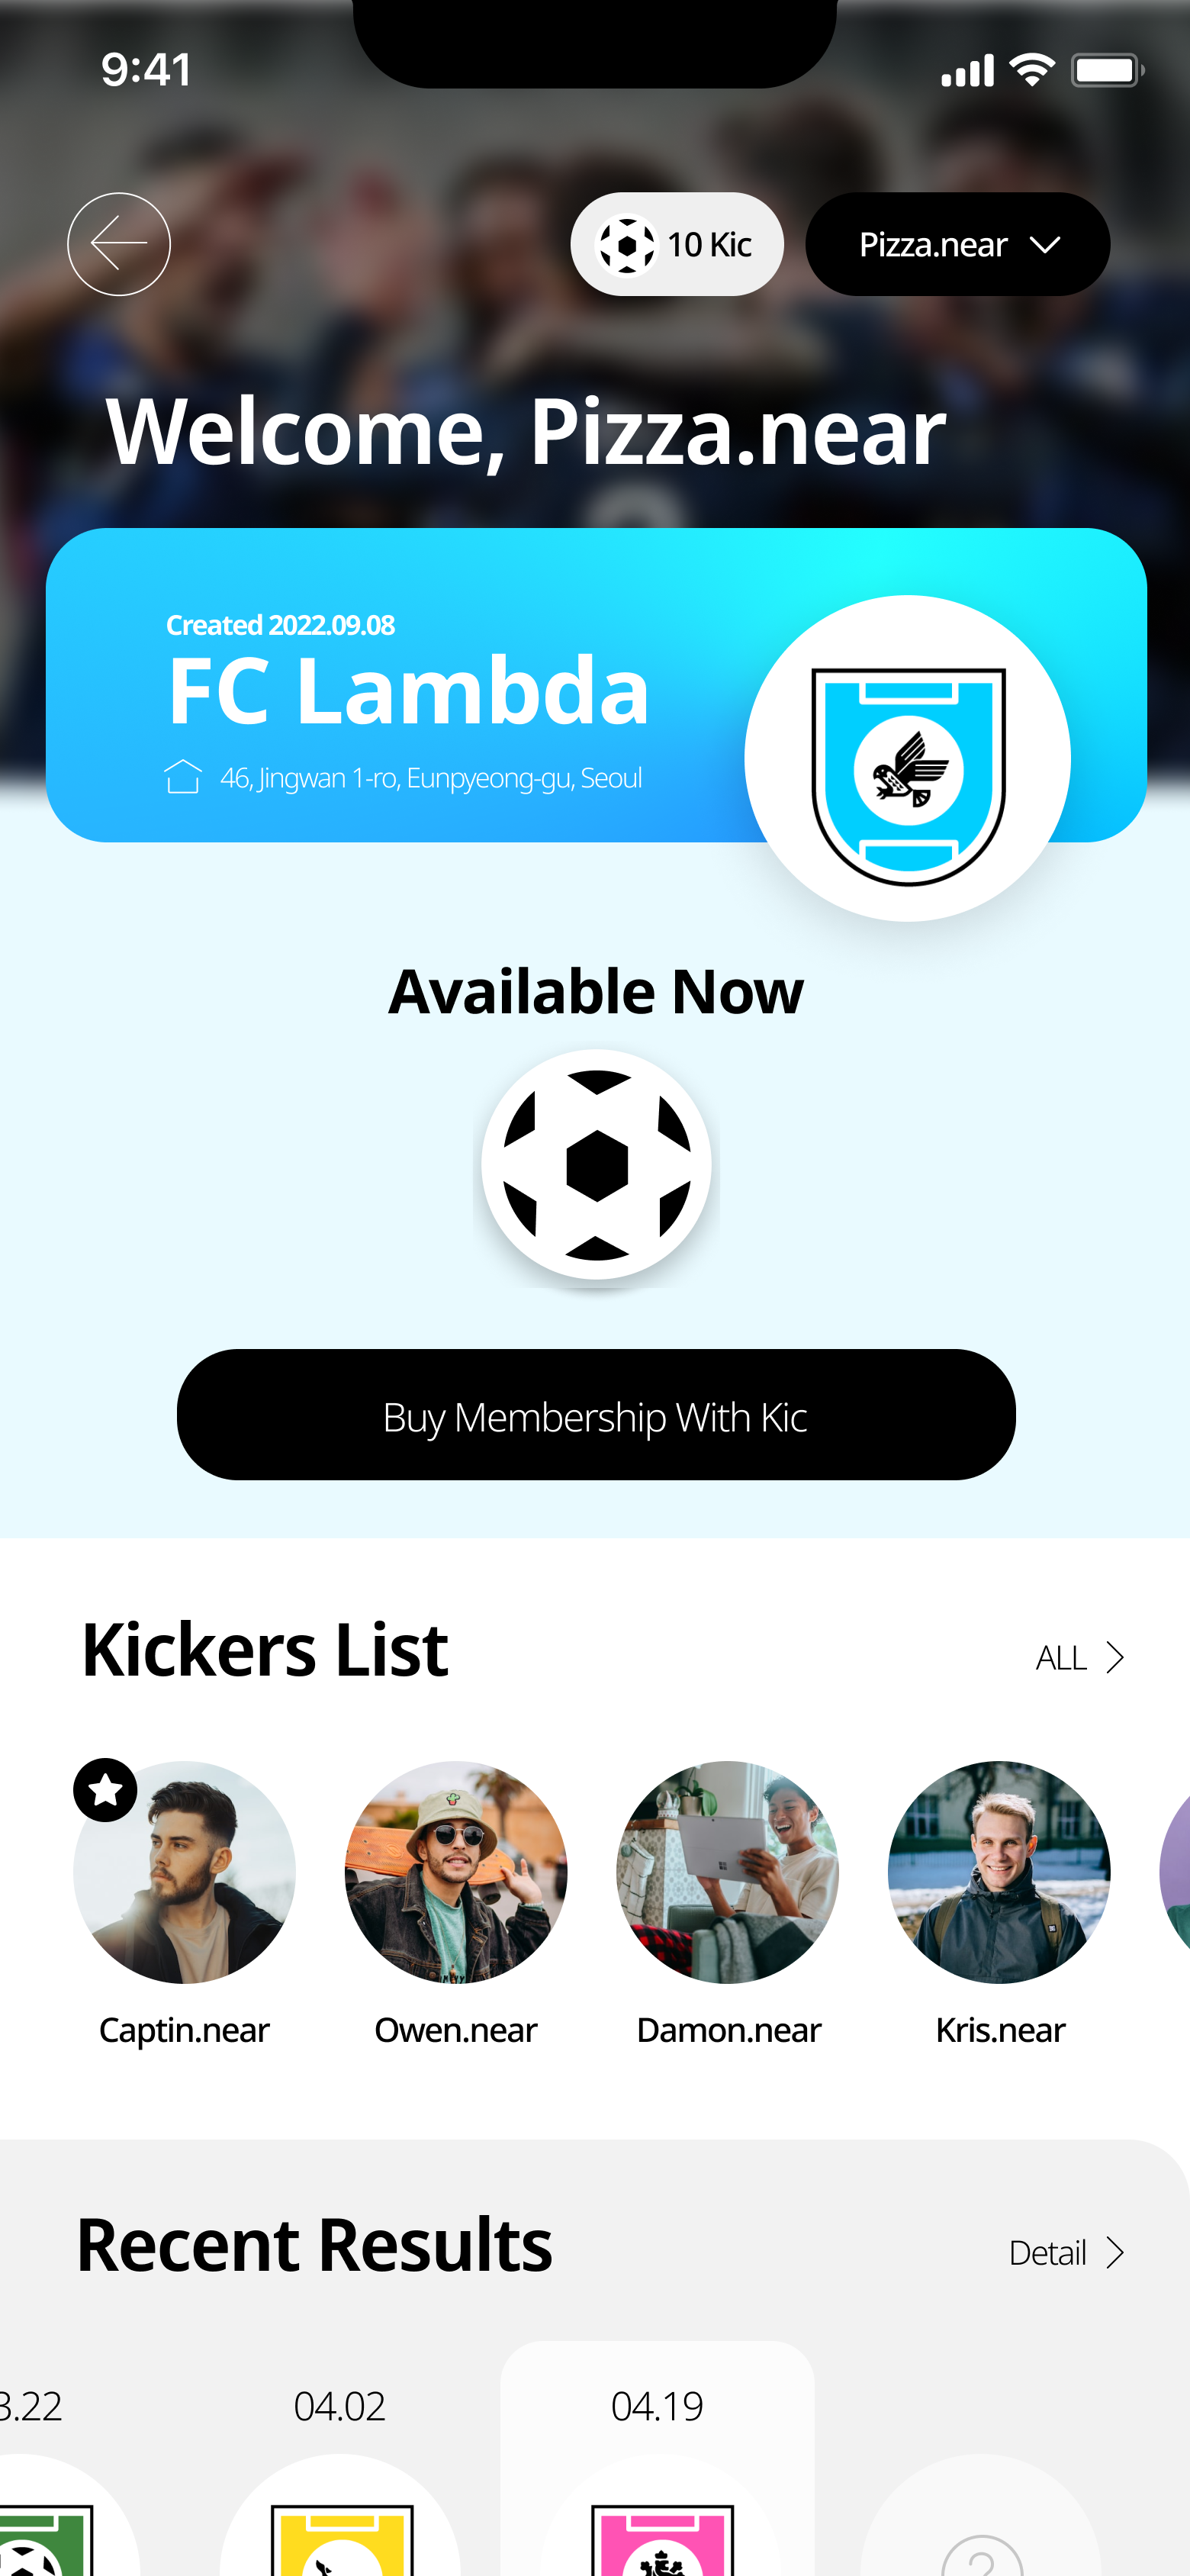 9:41
10 Kic
Pizza.near
Welcome, Pizza.near
Created 2022.09.08
FC Lambda
46, Jingwan 1-ro, Eunpyeong-gu, Seoul
Available Now
Buy Membership With Kic
Kickers List
ALL
Captin.near
Owen.near
Damon.near
Kris.near
Recent Results
Detail
3.22
04.02
04.19
?